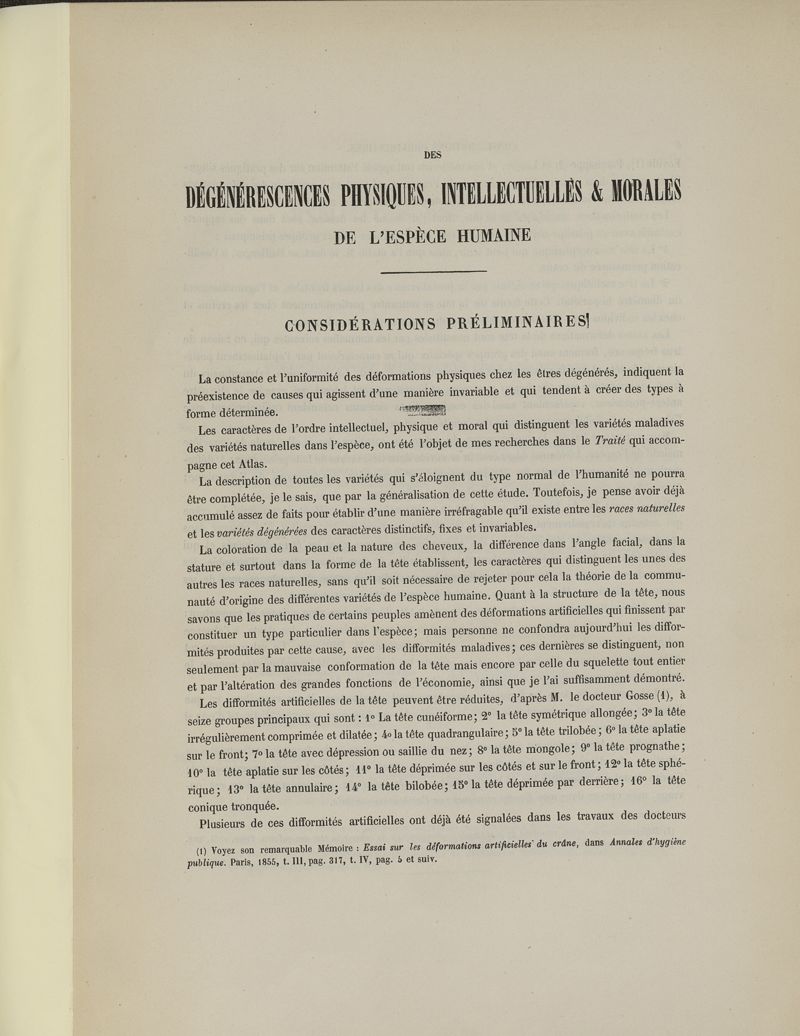 DES
DÉGÉNÉRESCENCES PHYSIQUES, INTELLECTUELLES & MORALES
DE L'ESPÈCE HUMAINE
CONSIDÉRATIONS PRÉLIMINAIRES
La constance et l'uniformité des déformations physiques chez les êtres dégénérés, indiquent la
préexistence de causes qui agissent d'une manière invariable et qui tendent à créer des types à
forme déterminée.
Les caractères de l'ordre intellectuel, physique et moral qui distinguent les variétés maladives
des variétés naturelles dans l'espèce, ont été l'objet de mes recherches dans le Traité qui accom-
pagne cet Atlas.
La description de toutes les variétés qui s'éloignent du type normal de l'humanité ne pourra
être complétée, je le sais, que par la généralisation de cette étude. Toutefois, je pense avoir déjà
accumulé assez de faits pour établir d'une manière irréfragable qu'il existe entre les races naturelles
et les variétés dégénérées des caractères distinctifs, fixes et invariables.
La coloration de la peau et la nature des cheveux, la différence dans l'angle facial, dans la
stature et surtout dans la forme de la tête établissent, les caractères qui distinguent les unes des
autres les races naturelles, sans qu'il soit nécessaire de rejeter pour cela la théorie de la commu-
nauté d'origine des différentes variétés de l'espèce humaine. Quant à la structure de la tête, nous
savons que les pratiques de certains peuples amènent des déformations artificielles qui finissent par
constituer un type particulier dans l'espèce; mais personne ne confondra aujourd'hui les diffor-
mités produites par cette cause, avec les difformités maladives; ces dernières se distinguent, non
seulement par la mauvaise conformation de la tête mais encore par celle du squelette tout entier
et par l'altération des grandes fonctions de l'économie, ainsi que je l'ai suffisamment démontré.
Les difformités artificielles de la tête peuvent être réduites, d'après M. le docteur Gosse (1), à
seize groupes principaux qui sont : 1o La tête cunéiforme; 2o la tête symétrique allongée; 3o la tête
irrégulièrement comprimée et dilatée; 4o la tête quadrangulaire; 5o la tête trilobée; 6o la tête aplatie
sur le front; 7o la tête avec dépression ou saillie du nez; 8o la tête mongole; 9o la tête prognathe;
10o la tête aplatie sur les côtés; 11o la tête déprimée sur les côtés et sur le front; 12o la tête sphé-
rique; 13o la tête annulaire; 14o la tête bilobée; 15o la tête déprimée par derrière; 16o la tête
conique tronquée.
Plusieurs de ces difformités artificielles ont déjà été signalées dans les travaux des docteurs
(1) Voyez son remarquable Mémoire : Essai sur les déformations artificielles du crâne, dans Annales d'hygiène
publique. Paris, 1855, t. III, pag. 317, t. IV, pag. 5 et suiv.